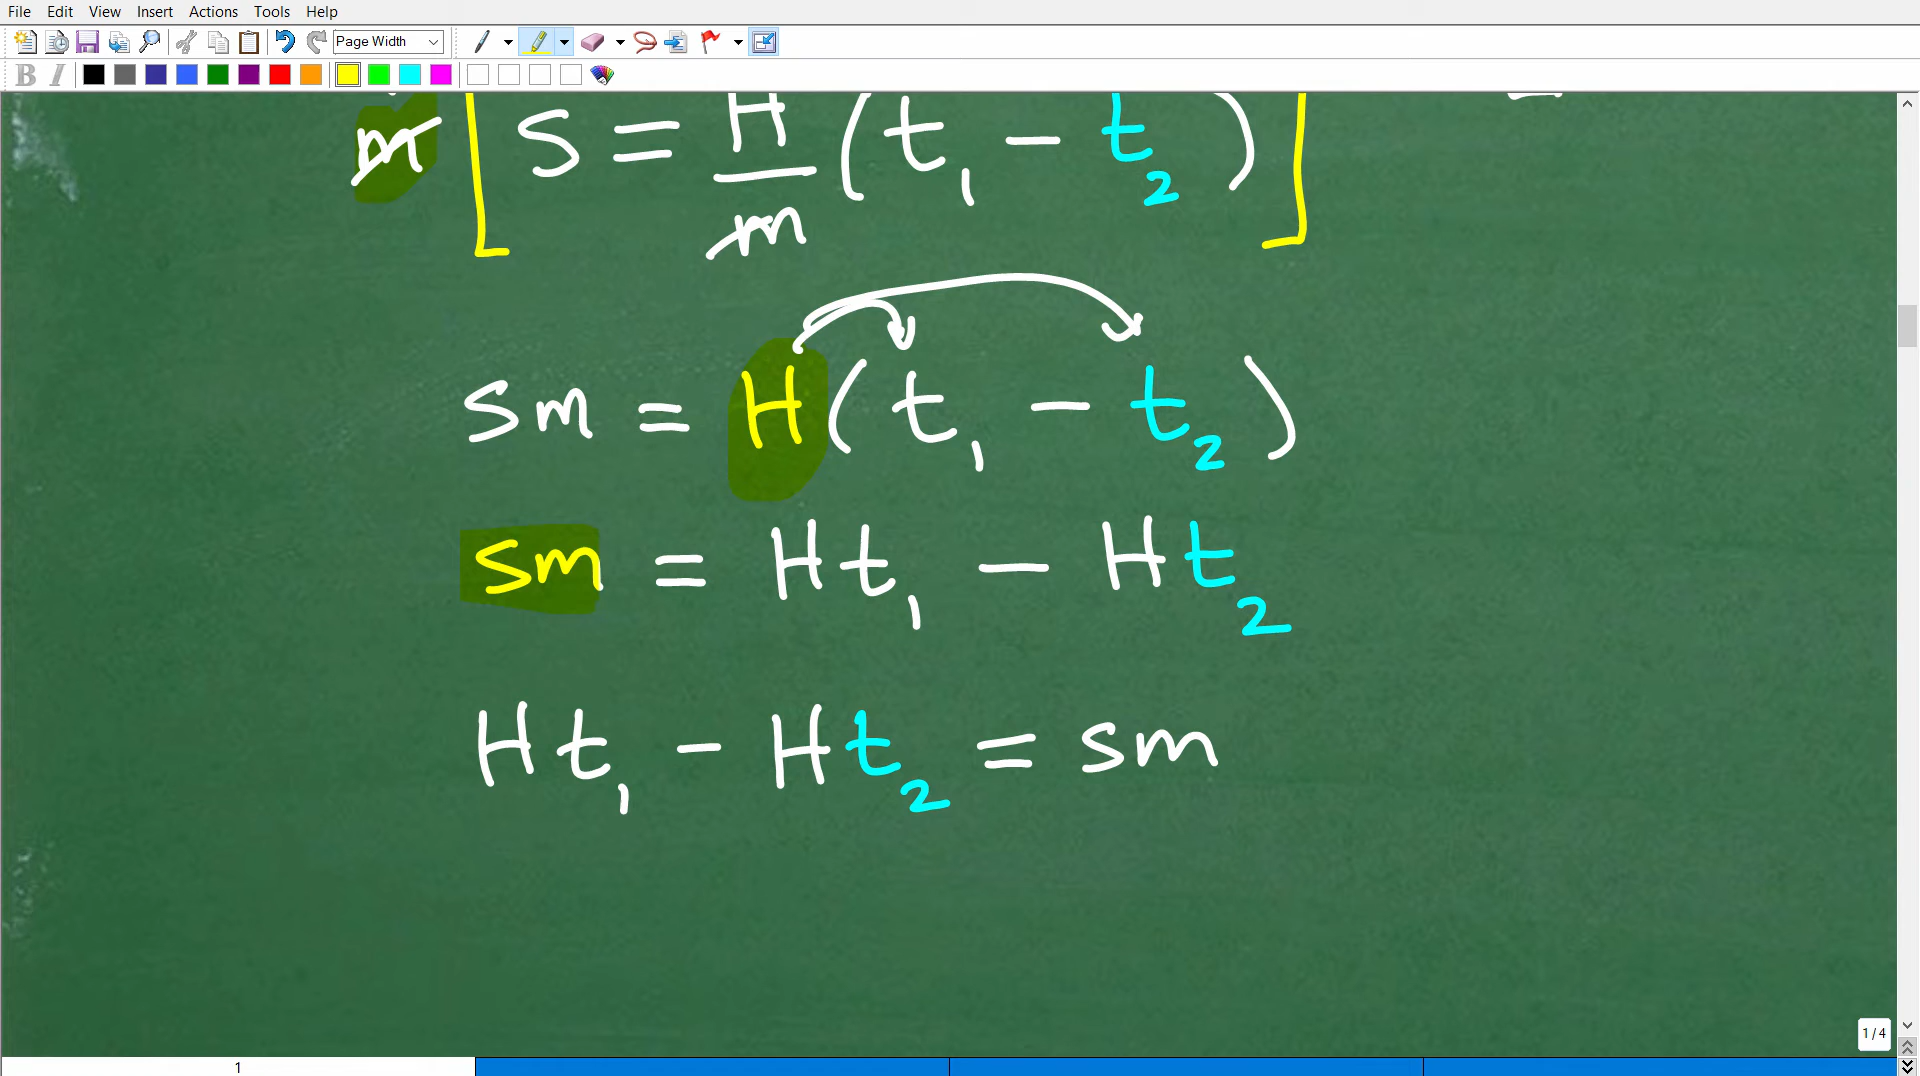 File Edit View Insert Actions Tools Help
Page Width
B I
m [ S = H/m (t₁ - t₂) ]
Sm = H(t₁ - t₂)
Sm = Ht₁ - Ht₂
Ht₁ - Ht₂ = Sm
1 / 4
1